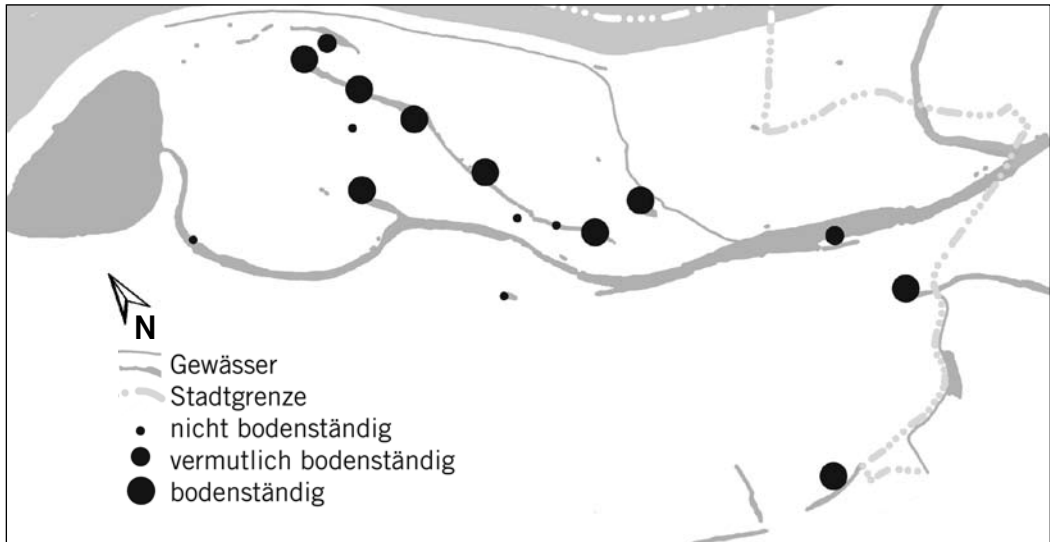 N
Gewässer
Stadtgrenze
nicht bodenständig
vermutlich bodenständig
bodenständig